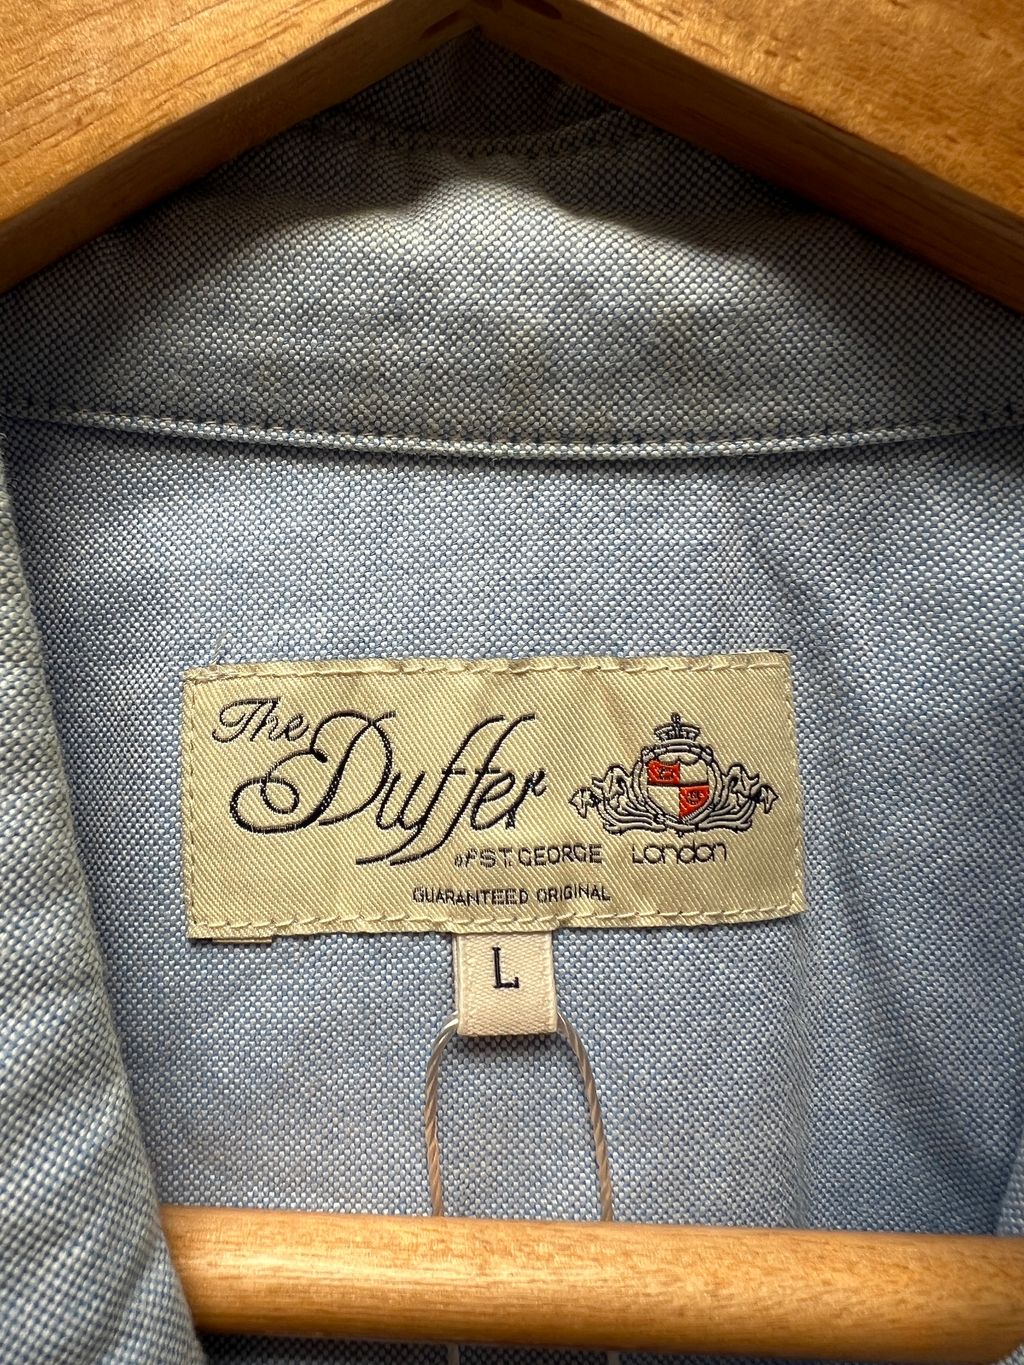 The
Duffer
of ST. GEORGE London
GUARANTEED ORIGINAL
L